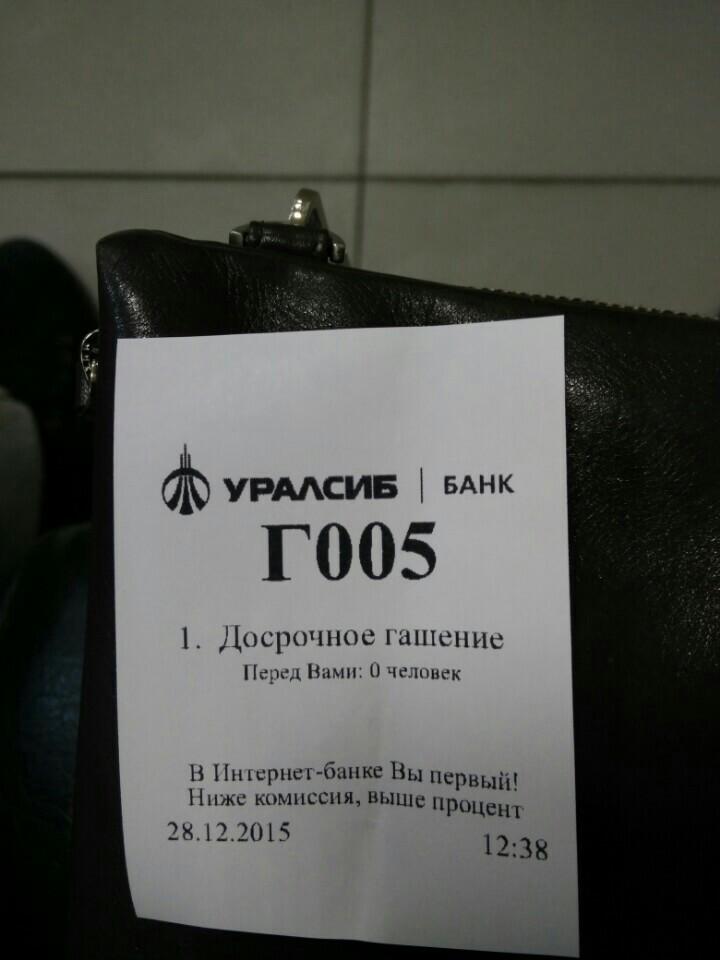 УРАЛСИБ | БАНК
Г005
1. Досрочное гашение
Перед Вами: 0 человек
В Интернет-банке Вы первый!
Ниже комиссия, выше процент
28.12.2015 12:38